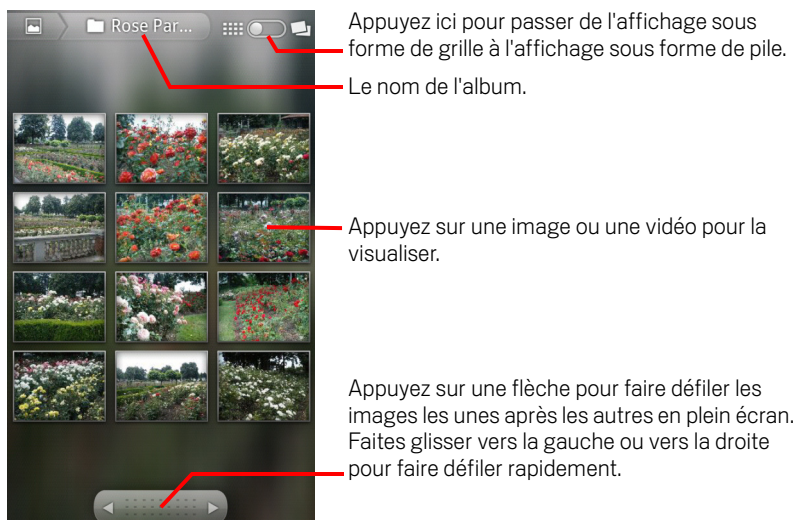 Rose Par...
Appuyez ici pour passer de l'affichage sous
forme de grille à l'affichage sous forme de pile.
Le nom de l'album.
Appuyez sur une image ou une vidéo pour la
visualiser.
Appuyez sur une flèche pour faire défiler les
images les unes après les autres en plein écran.
Faites glisser vers la gauche ou vers la droite
pour faire défiler rapidement.